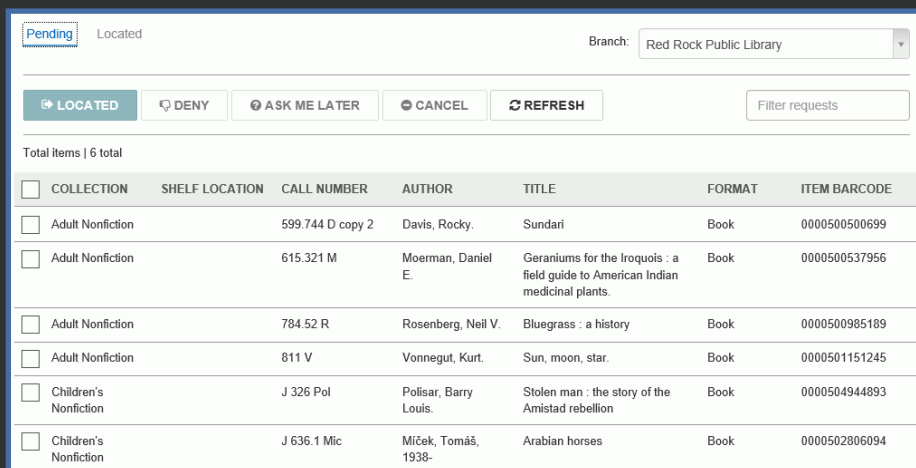 Pending Located
Branch: Red Rock Public Library
LOCATED DENY ASK ME LATER CANCEL REFRESH Filter requests
Total items | 6 total
COLLECTION SHELF LOCATION CALL NUMBER AUTHOR TITLE FORMAT ITEM BARCODE
Adult Nonfiction 599.744 D copy 2 Davis, Rocky. Sundari Book 0000500500699
Adult Nonfiction 615.321 M Moerman, Daniel Geraniums for the Iroquois : a Book 0000500537956
E. field guide to American Indian
medicinal plants.
Adult Nonfiction 784.52 R Rosenberg, Neil V. Bluegrass : a history Book 0000500985189
Adult Nonfiction 811 V Vonnegut, Kurt. Sun, moon, star. Book 0000501151245
Children's J 326 Pol Polisar, Barry Stolen man : the story of the Book 0000504944893
Nonfiction Louis. Amistad rebellion
Children's J 636.1 Mic Míček, Tomáš, Arabian horses Book 0000502806094
Nonfiction 1938-